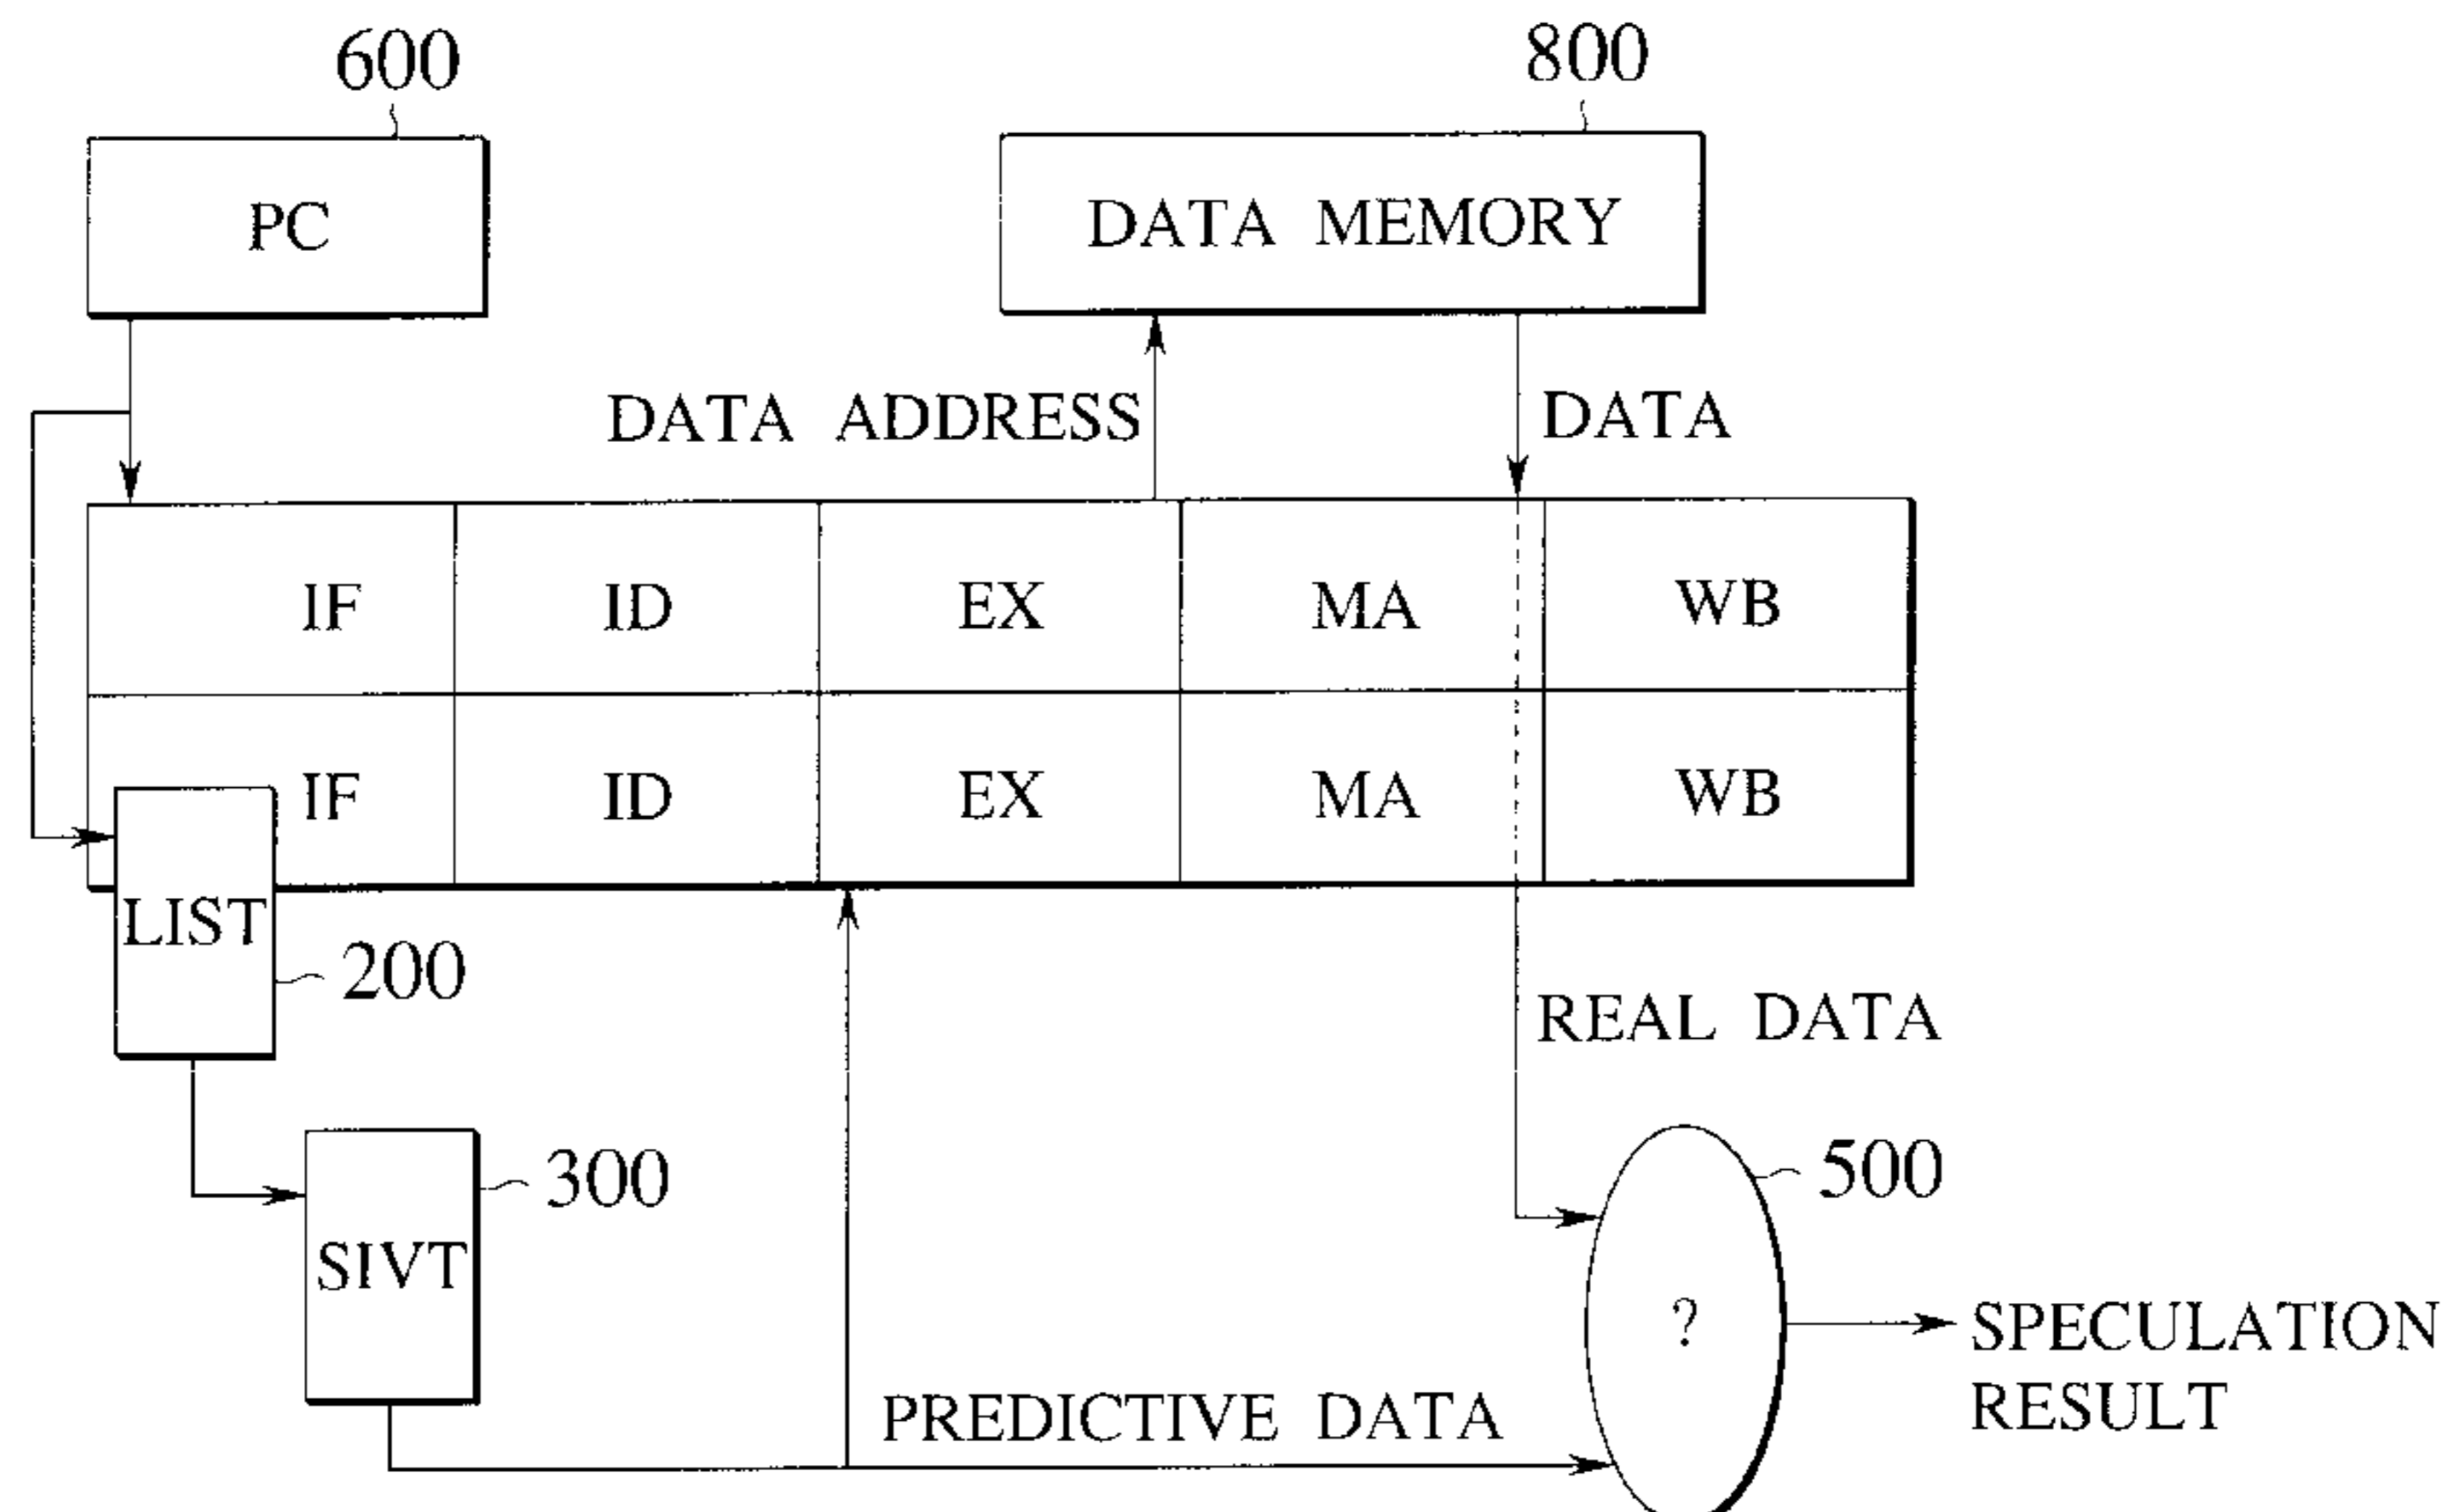 600
800
PC
DATA MEMORY
DATA ADDRESS
DATA
IF ID EX MA WB
IF ID EX MA WB
LIST
200
REAL DATA
300
500
SIVT
?
SPECULATION
RESULT
PREDICTIVE DATA